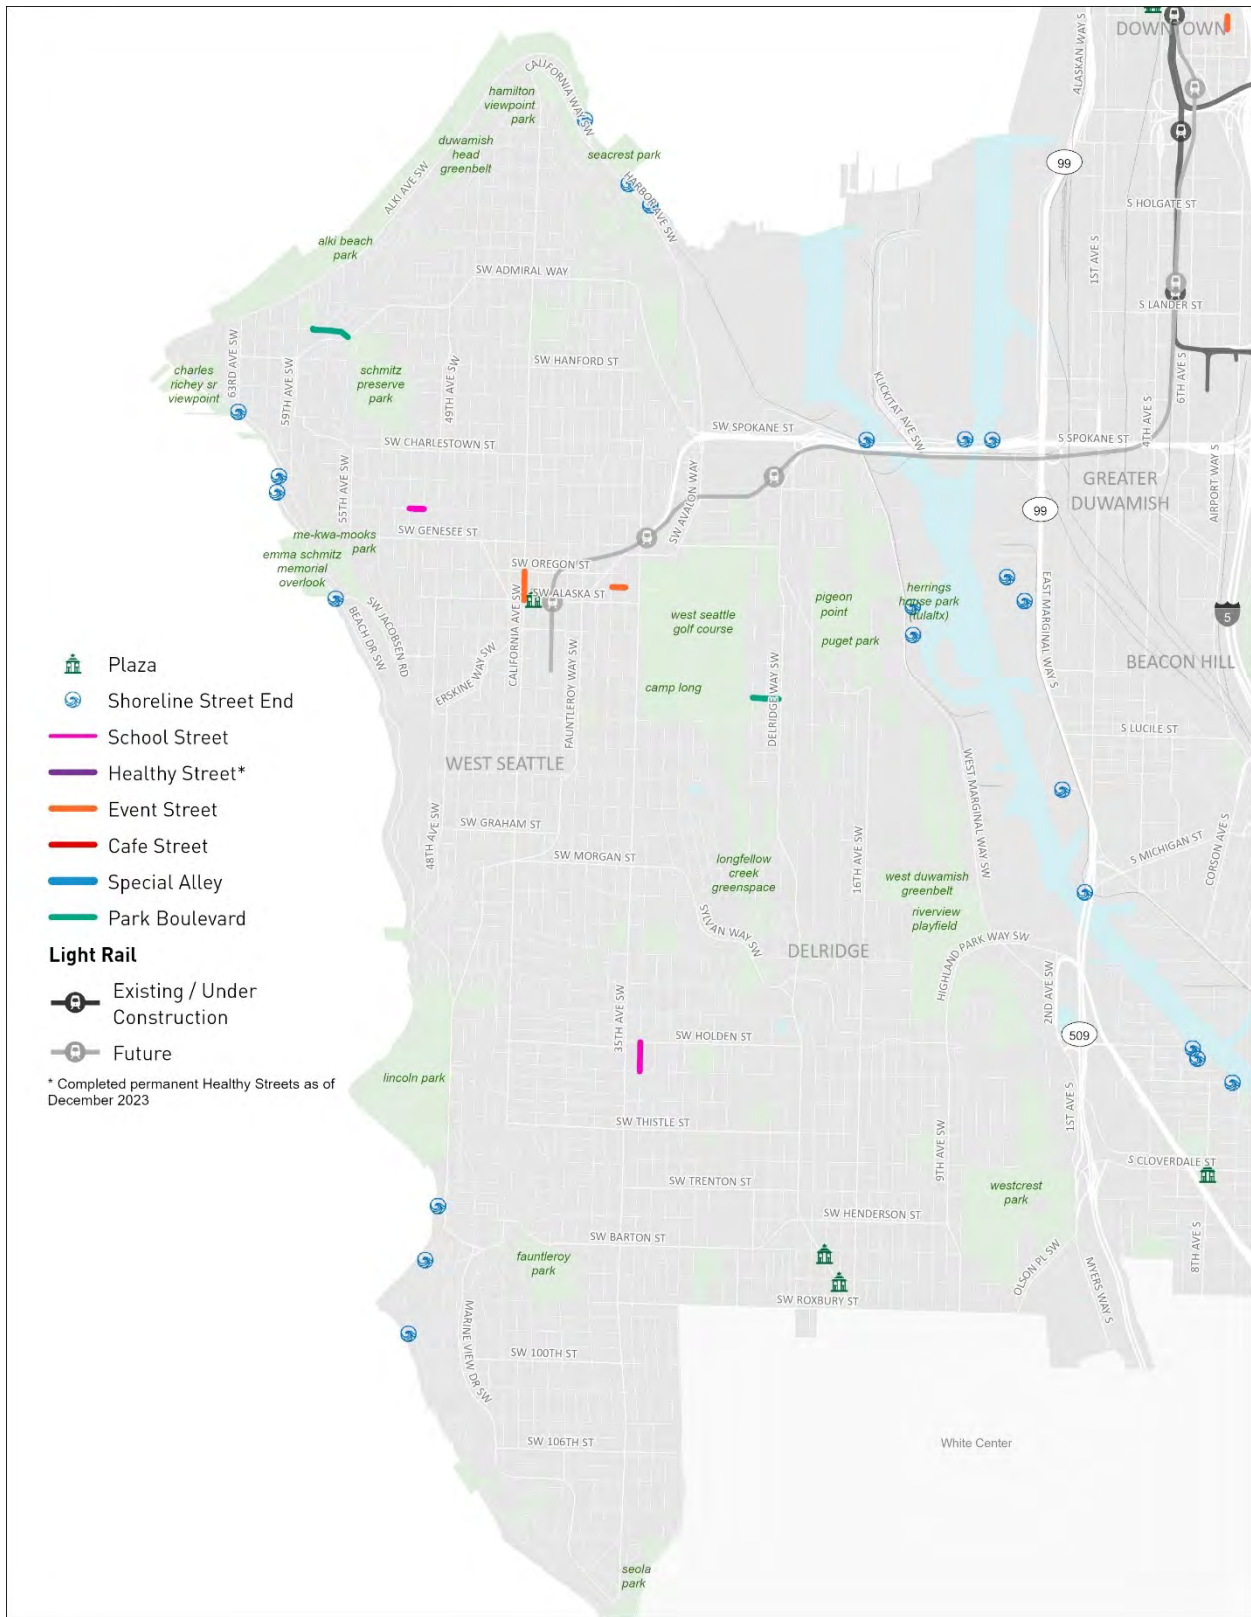 DOWNTOWN
ALASKAN WAY S
CALIFORNIA WAY SW
hamilton
viewpoint
park
duwamish
head
greenbelt
seacrest park
99
ALKI AVE SW
HARBOR AVE SW
S HOLGATE ST
1ST AVE S
alki beach
park
SW ADMIRAL WAY
S LANDER ST
63RD AVE SW
59TH AVE SW
charles
richey sr
viewpoint
schmitz
preserve
park
49TH AVE SW
SW HANFORD ST
KLICKITAT AVE SW
6TH AVE S
4TH AVE S
SW CHARLESTOWN ST
SW SPOKANE ST
S SPOKANE ST
55TH AVE SW
SW AVALON WAY
GREATER
DUWAMISH
AIRPORT WAY S
99
me-kwa-mooks
park
SW GENESEE ST
emma schmitz
memorial
overlook
SW OREGON ST
SW ALASKA ST
CALIFORNIA AVE SW
SW JACOBSEN RD
BEACH DR SW
west seattle
golf course
pigeon
point
puget park
herrings
house park
(tulaltx)
EAST MARGINAL WAY S
5
BEACON HILL
ERSKINE WAY SW
FAUNTLEROY WAY SW
camp long
DELRIDGE WAY SW
S LUCILE ST
WEST SEATTLE
WEST MARGINAL WAY SW
48TH AVE SW
SW GRAHAM ST
SW MORGAN ST
longfellow
creek
greenspace
16TH AVE SW
S MICHIGAN ST
CORSON AVE S
west duwamish
greenbelt
riverview
playfield
SYLVAN WAY SW
DELRIDGE
HIGHLAND PARK WAY SW
2ND AVE SW
35TH AVE SW
SW HOLDEN ST
509
lincoln park
SW THISTLE ST
1ST AVE S
9TH AVE SW
S CLOVERDALE ST
SW TRENTON ST
westcrest
park
SW HENDERSON ST
SW BARTON ST
fauntleroy
park
OLSON PL SW
MYERS WAY S
8TH AVE S
SW ROXBURY ST
MARINE VIEW DR SW
SW 100TH ST
SW 106TH ST
White Center
seola
park
Plaza
Shoreline Street End
School Street
Healthy Street*
Event Street
Cafe Street
Special Alley
Park Boulevard
Light Rail
Existing / Under
Construction
Future
* Completed permanent Healthy Streets as of
December 2023